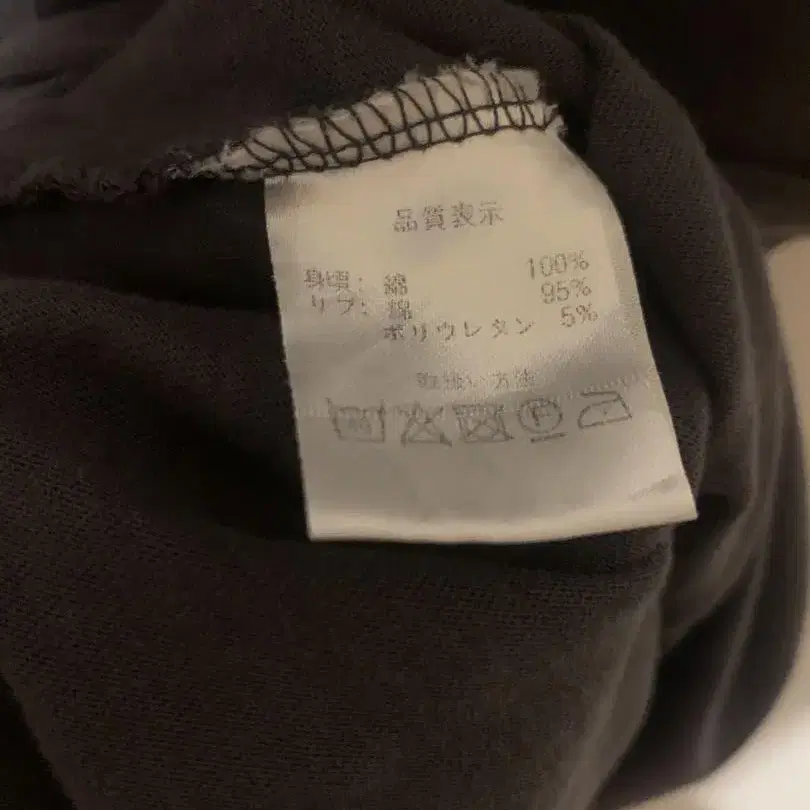 品質表示
身頃: 綿 100%
リブ: 綿 95%
ポリウレタン 5%
取扱い方法